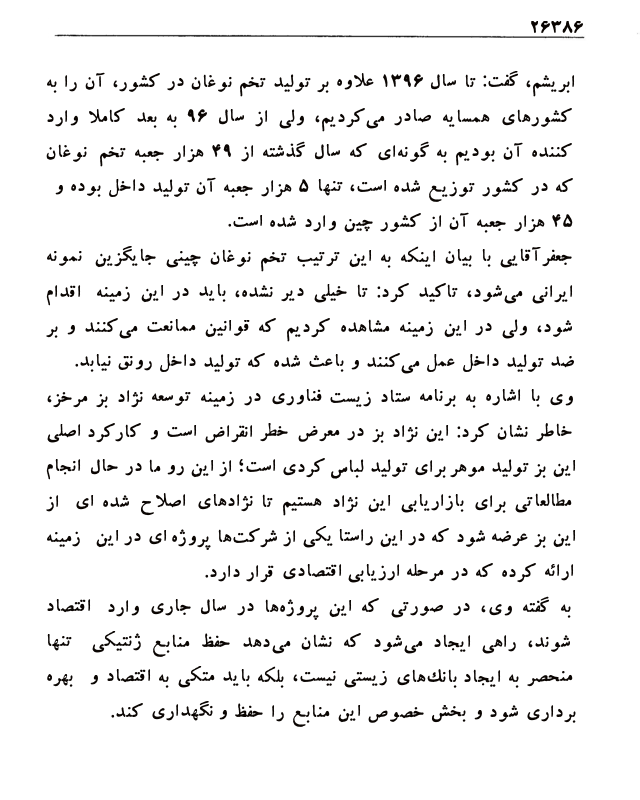 ۲۶۳۸۶
ابریشم، گفت: تا سال ۱۳۹۶ علاوه بر تولید تخم نوغان در کشور، آن را به
کشورهای همسایه صادر می‌کردیم، ولی از سال ۹۶ به بعد کاملا وارد
کننده آن بودیم به گونه‌ای که سال گذشته از ۴۹ هزار جعبه تخم نوغان
که در کشور توزیع شده است، تنها ۵ هزار جعبه آن تولید داخل بوده و
۴۵ هزار جعبه آن از کشور چین وارد شده است.
جعفرآقایی با بیان اینکه به این ترتیب تخم نوغان چینی جایگزین نمونه
ایرانی می‌شود، تاکید کرد: تا خیلی دیر نشده، باید در این زمینه اقدام
شود، ولی در این زمینه مشاهده کردیم که قوانین ممانعت می‌کنند و بر
ضد تولید داخل عمل می‌کنند و باعث شده که تولید داخل رونق نیابد.
وی با اشاره به برنامه ستاد زیست فناوری در زمینه توسعه نژاد بز مرخز،
خاطر نشان کرد: این نژاد بز در معرض خطر انقراض است و کارکرد اصلی
این بز تولید موهر برای تولید لباس کردی است؛ از این رو ما در حال انجام
مطالعاتی برای بازاریابی این نژاد هستیم تا نژادهای اصلاح شده ای از
این بز عرضه شود که در این راستا یکی از شرکت‌ها پروژه ای در این زمینه
ارائه کرده که در مرحله ارزیابی اقتصادی قرار دارد.
به گفته وی، در صورتی که این پروژه‌ها در سال جاری وارد اقتصاد
شوند، راهی ایجاد می‌شود که نشان می‌دهد حفظ منابع ژنتیکی تنها
منحصر به ایجاد بانك‌های زیستی نیست، بلکه باید متکی به اقتصاد و بهره
برداری شود و بخش خصوص این منابع را حفظ و نگهداری کند.